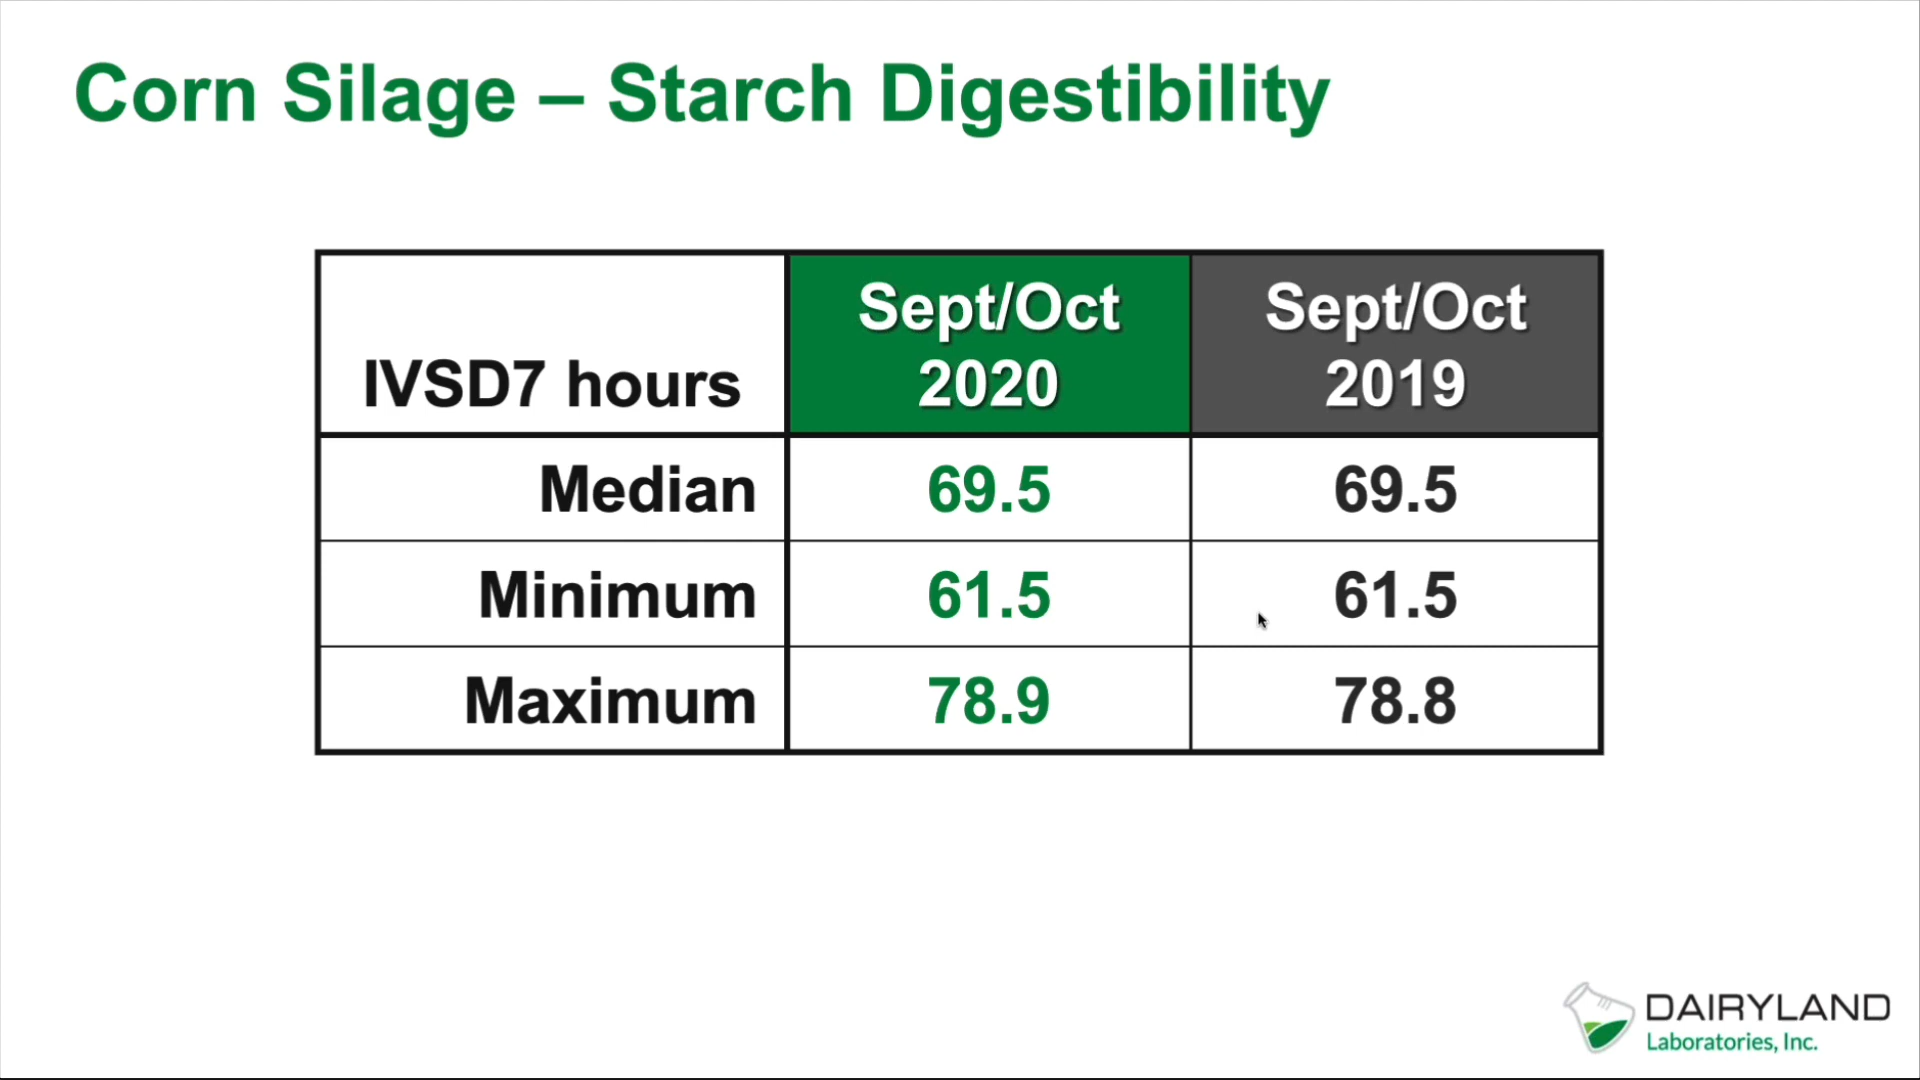 Corn Silage – Starch Digestibility
IVSD7 hours
Sept/Oct
2020
Sept/Oct
2019
Median 69.5 69.5
Minimum 61.5 61.5
Maximum 78.9 78.8
DAIRYLAND
Laboratories, Inc.